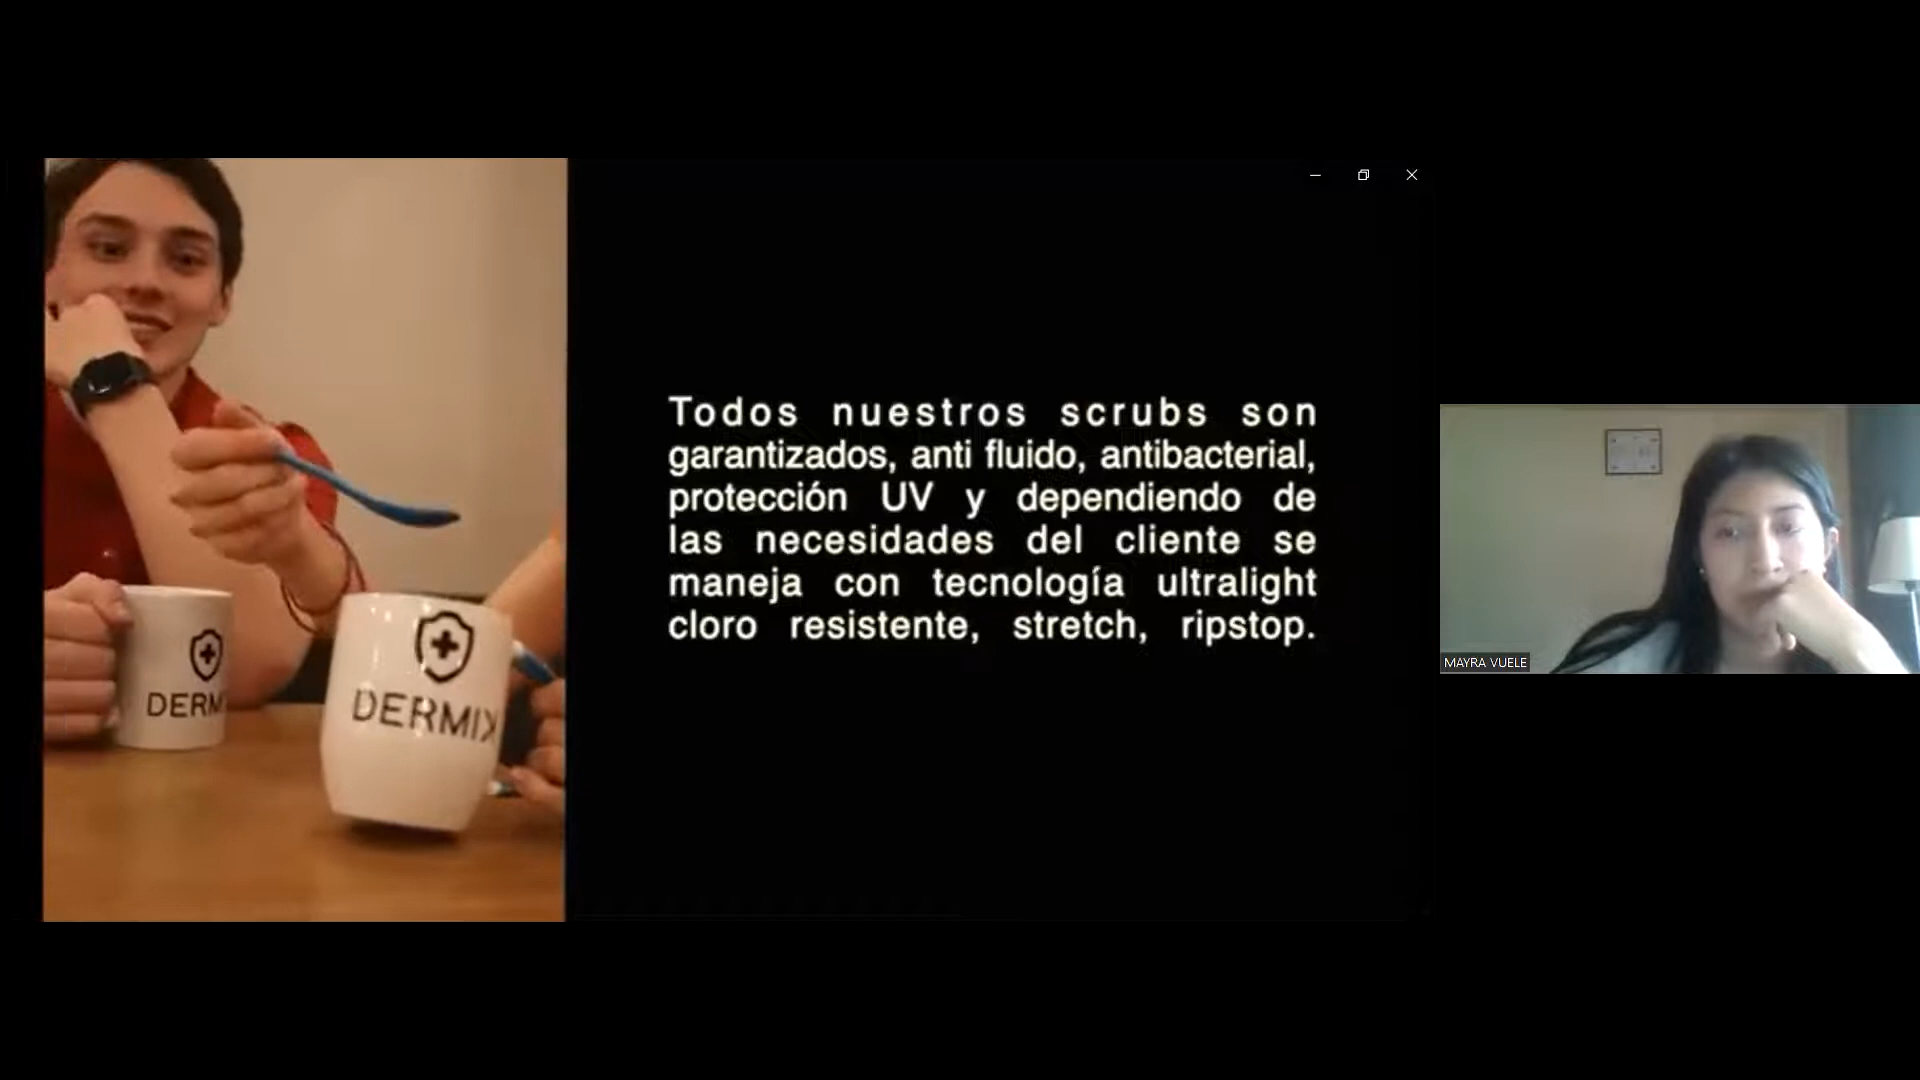 DERM
DERMIX
Todos nuestros scrubs son
garantizados, anti fluido, antibacterial,
protección UV y dependiendo de
las necesidades del cliente se
maneja con tecnología ultralight
cloro resistente, stretch, ripstop.
MAYRA VUELE